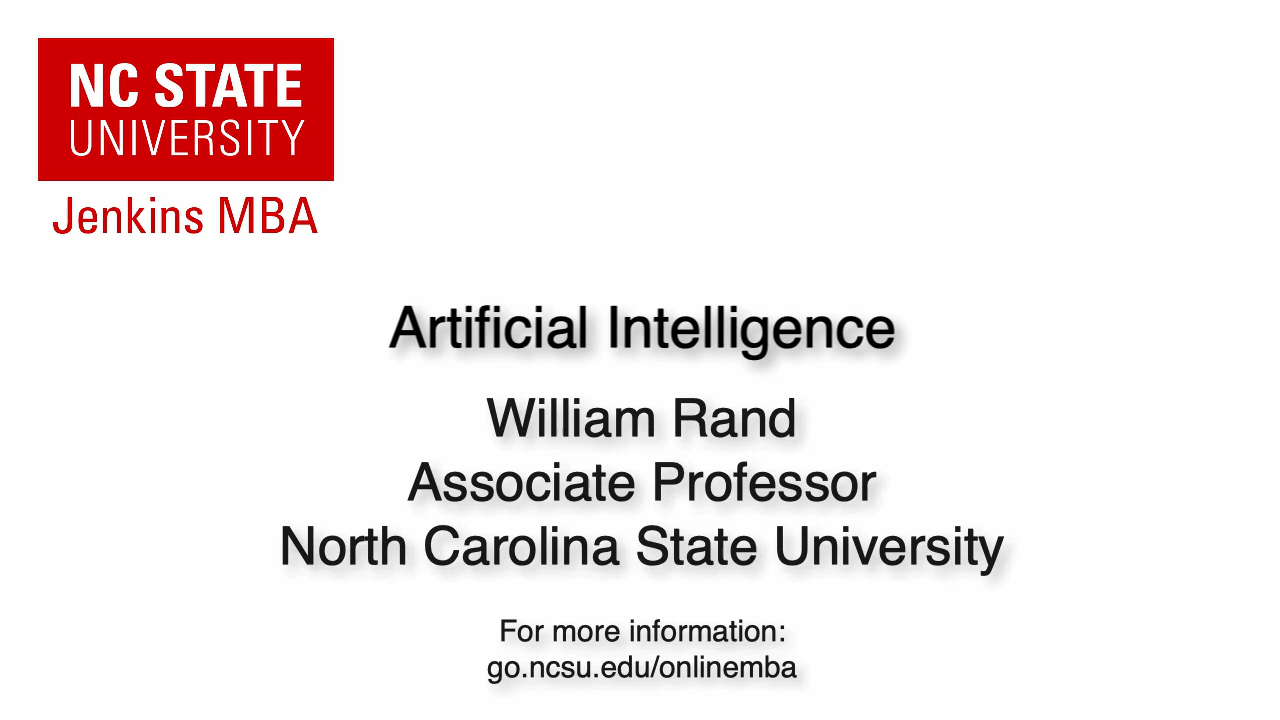 NC STATE
UNIVERSITY
Jenkins MBA
Artificial Intelligence
William Rand
Associate Professor
North Carolina State University
For more information:
go.ncsu.edu/onlinemba